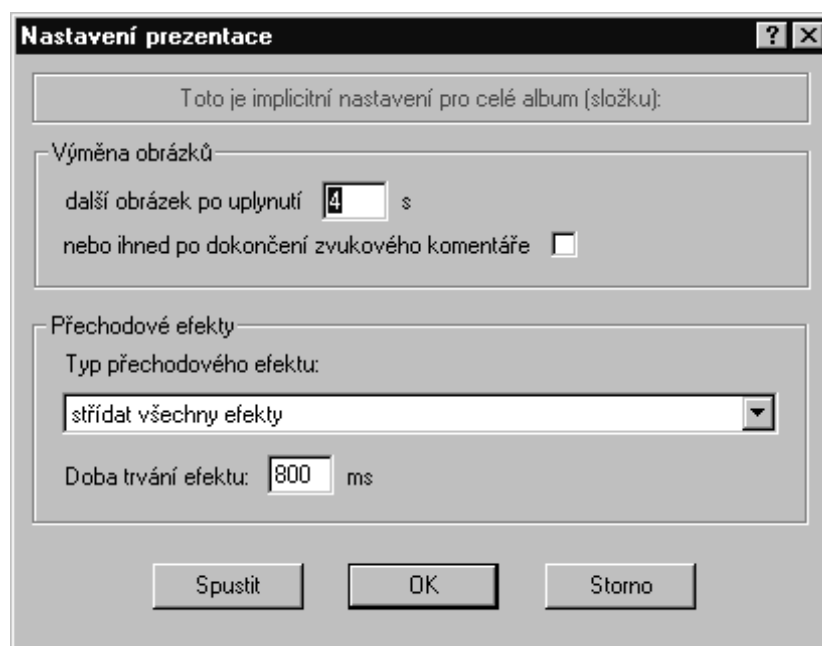 Nastavení prezentace
Toto je implicitní nastavení pro celé album (složku):
Výměna obrázků
další obrázek po uplynutí 4 s
nebo ihned po dokončení zvukového komentáře
Přechodové efekty
Typ přechodového efektu:
střídat všechny efekty
Doba trvání efektu: 800 ms
Spustit OK Storno